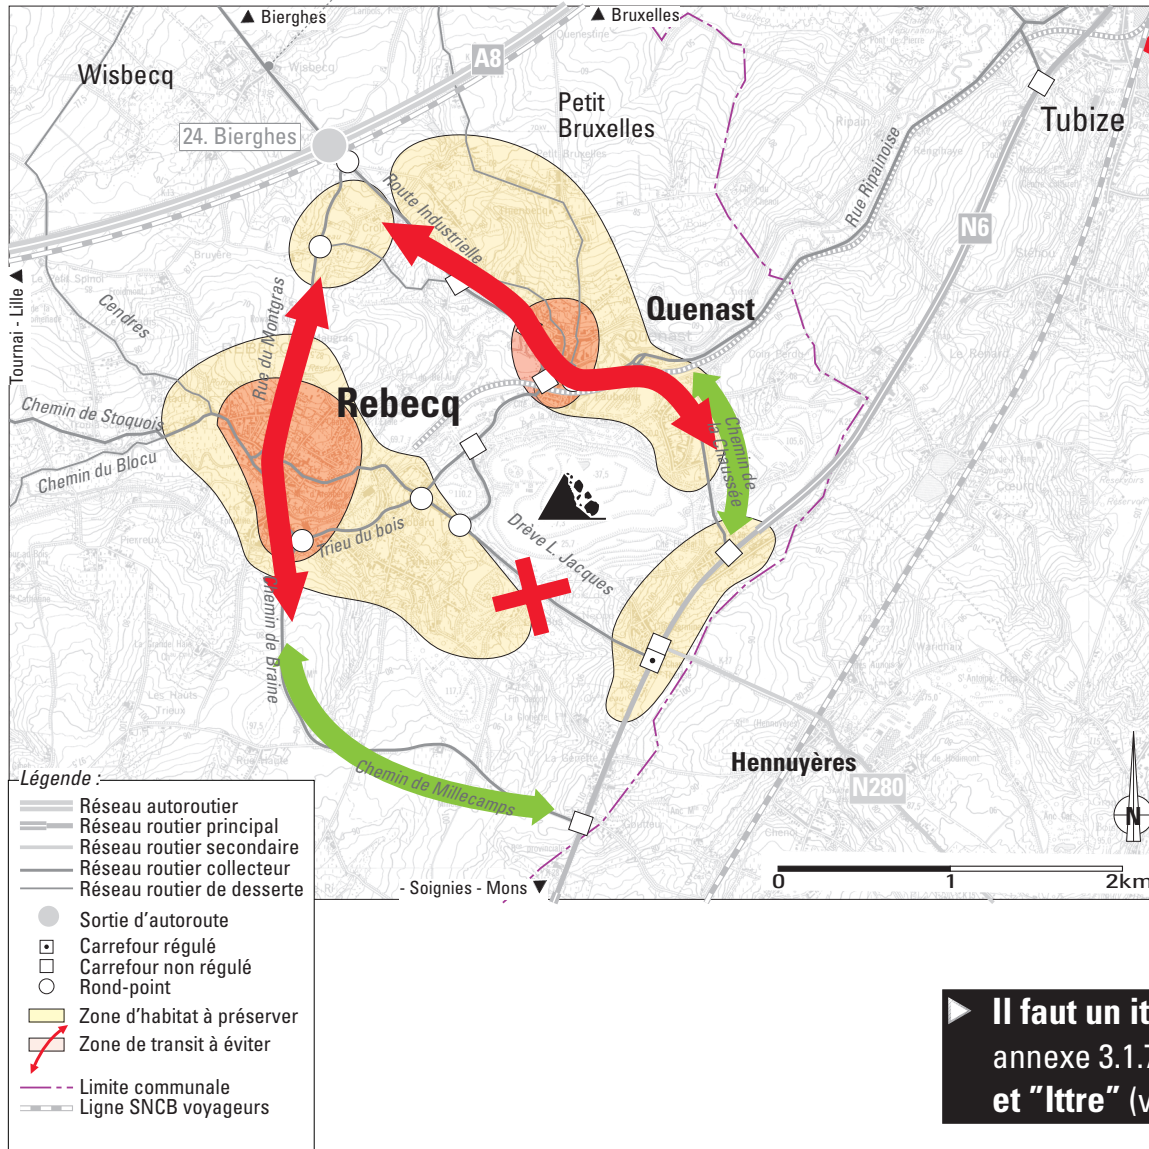 ▲ Bierghes
▲ Bruxelles
Wisbecq
A8
Petit
Bruxelles
24. Bierghes
Tubize
Route Industrielle
Rue Ripainoise
N6
Tournai - Lille ▲
Cendres
Rue du Montgras
Quenast
Rebecq
Chemin de Stoquois
Chemin du Blocu
Chemin de
la Chaussée
Trieu du bois
Drève L. Jacques
Chemin de Braine
Chemin de Millecamps
Hennuyères
N280
N
- Soignies - Mons ▼
0 1 2km
Légende :
Réseau autoroutier
Réseau routier principal
Réseau routier secondaire
Réseau routier collecteur
Réseau routier de desserte
Sortie d'autoroute
Carrefour régulé
Carrefour non régulé
Rond-point
Zone d'habitat à préserver
Zone de transit à éviter
Limite communale
Ligne SNCB voyageurs
Il faut un it
annexe 3.1.7
et "Ittre" (v